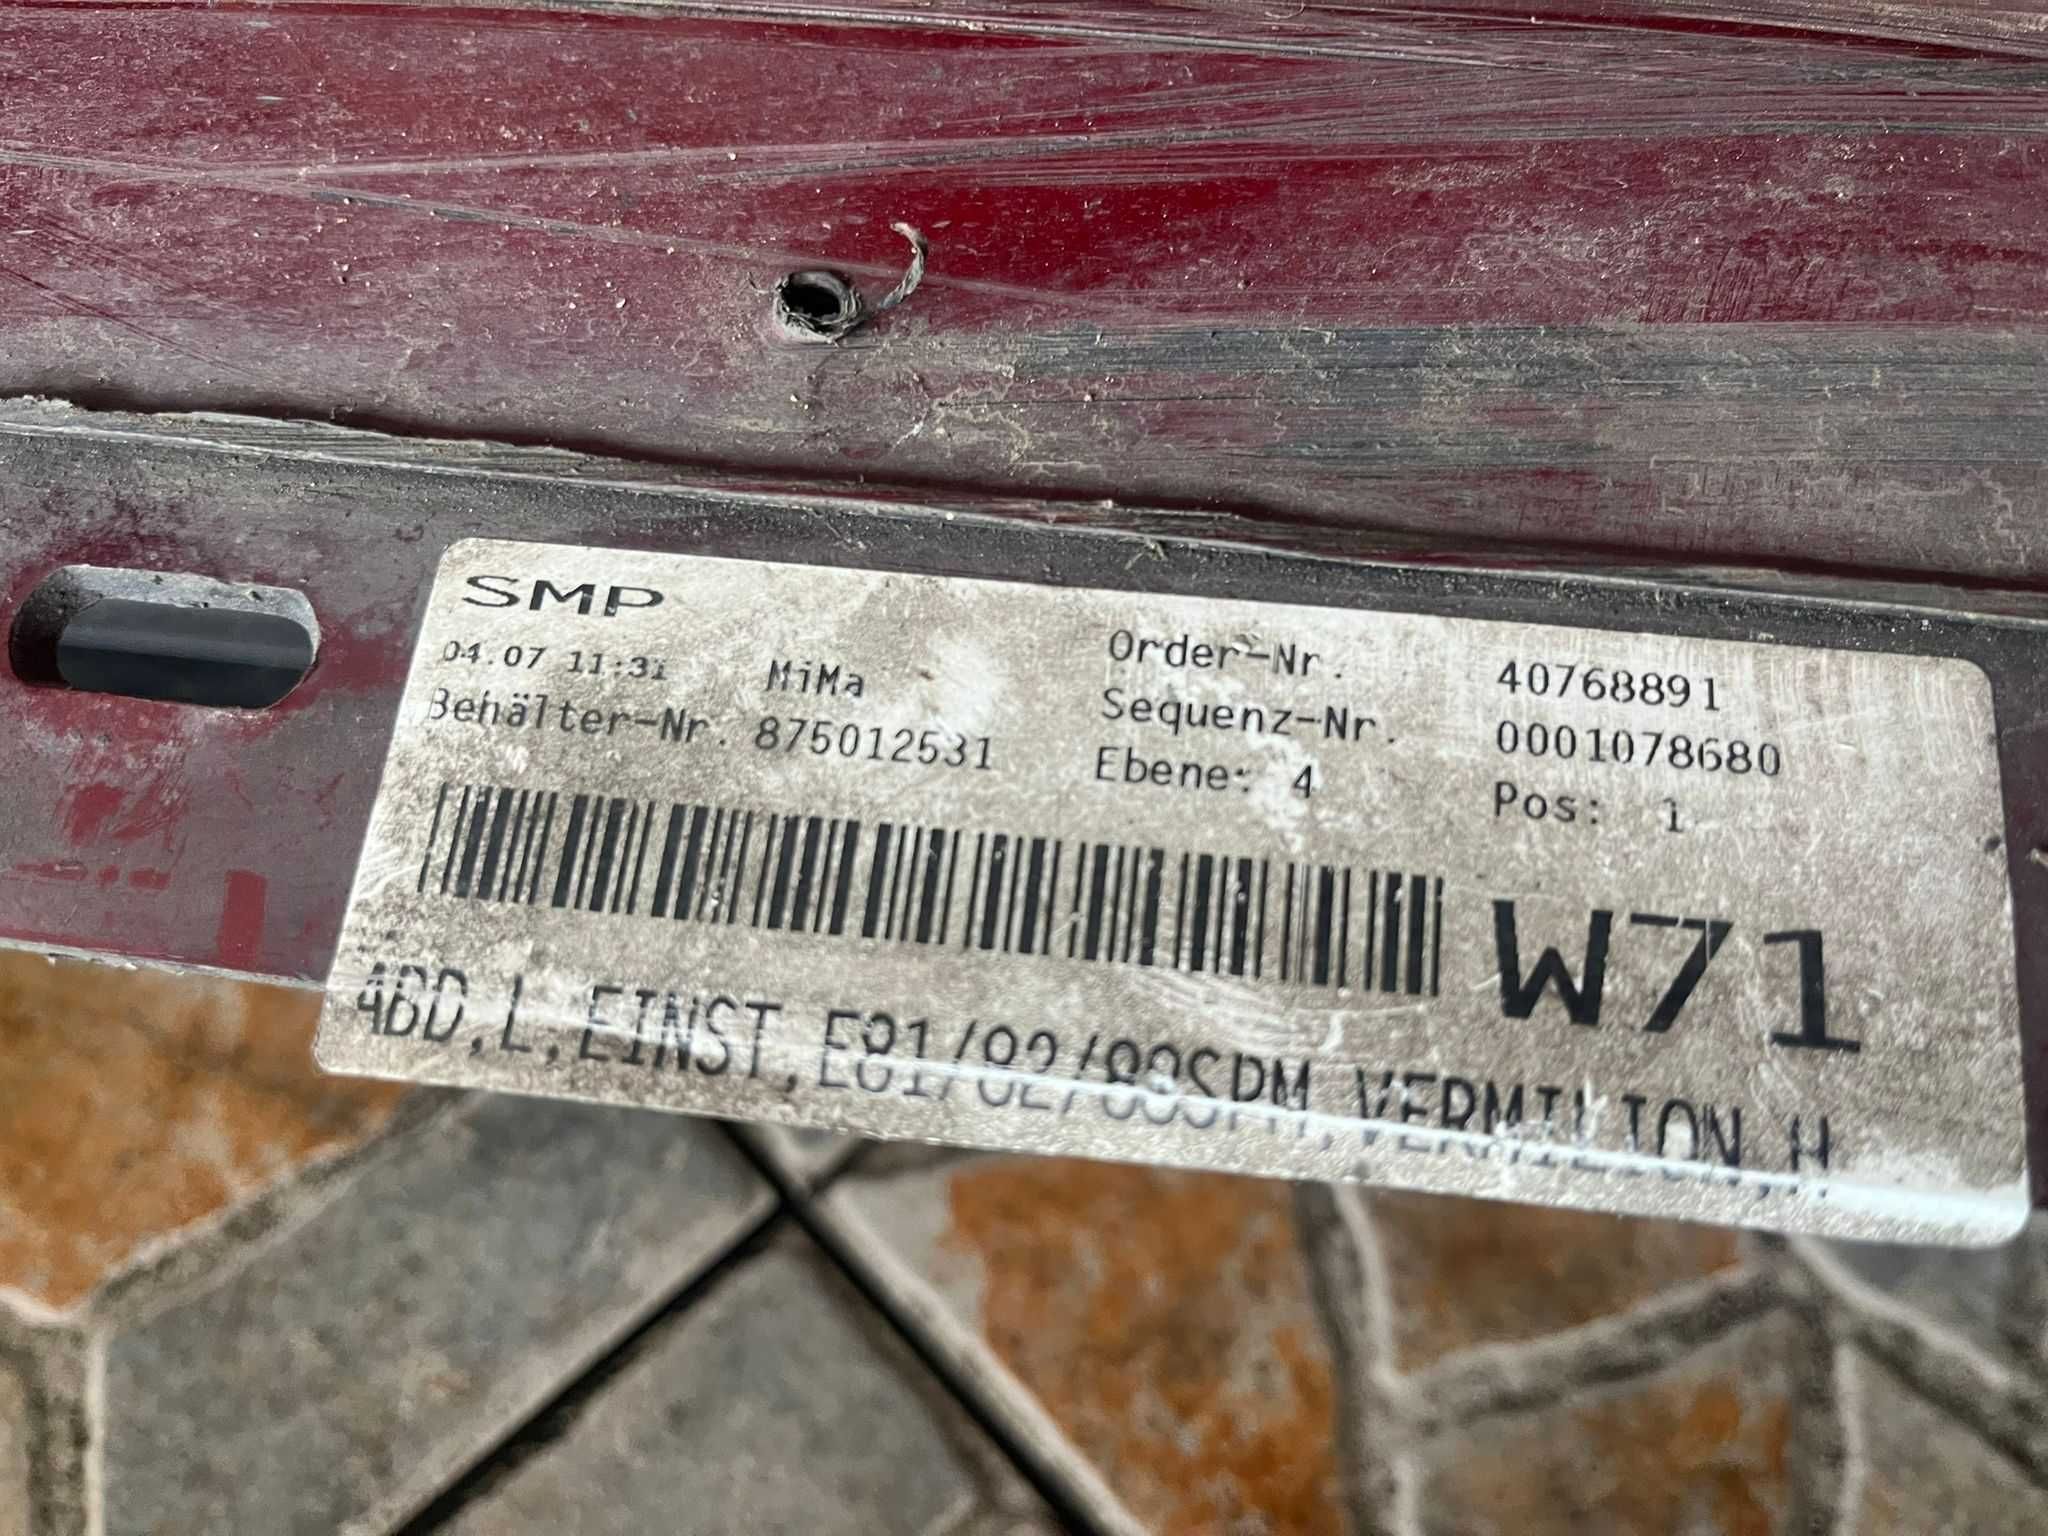 SMP
04.07 11:31 MiMa
Behälter-Nr. 875012531
Order-Nr. 40768891
Sequenz-Nr. 0001078680
Ebene: 4 Pos: 1
W71
ABD,L,EINST,E81/82/88SPM,VERMILION,H